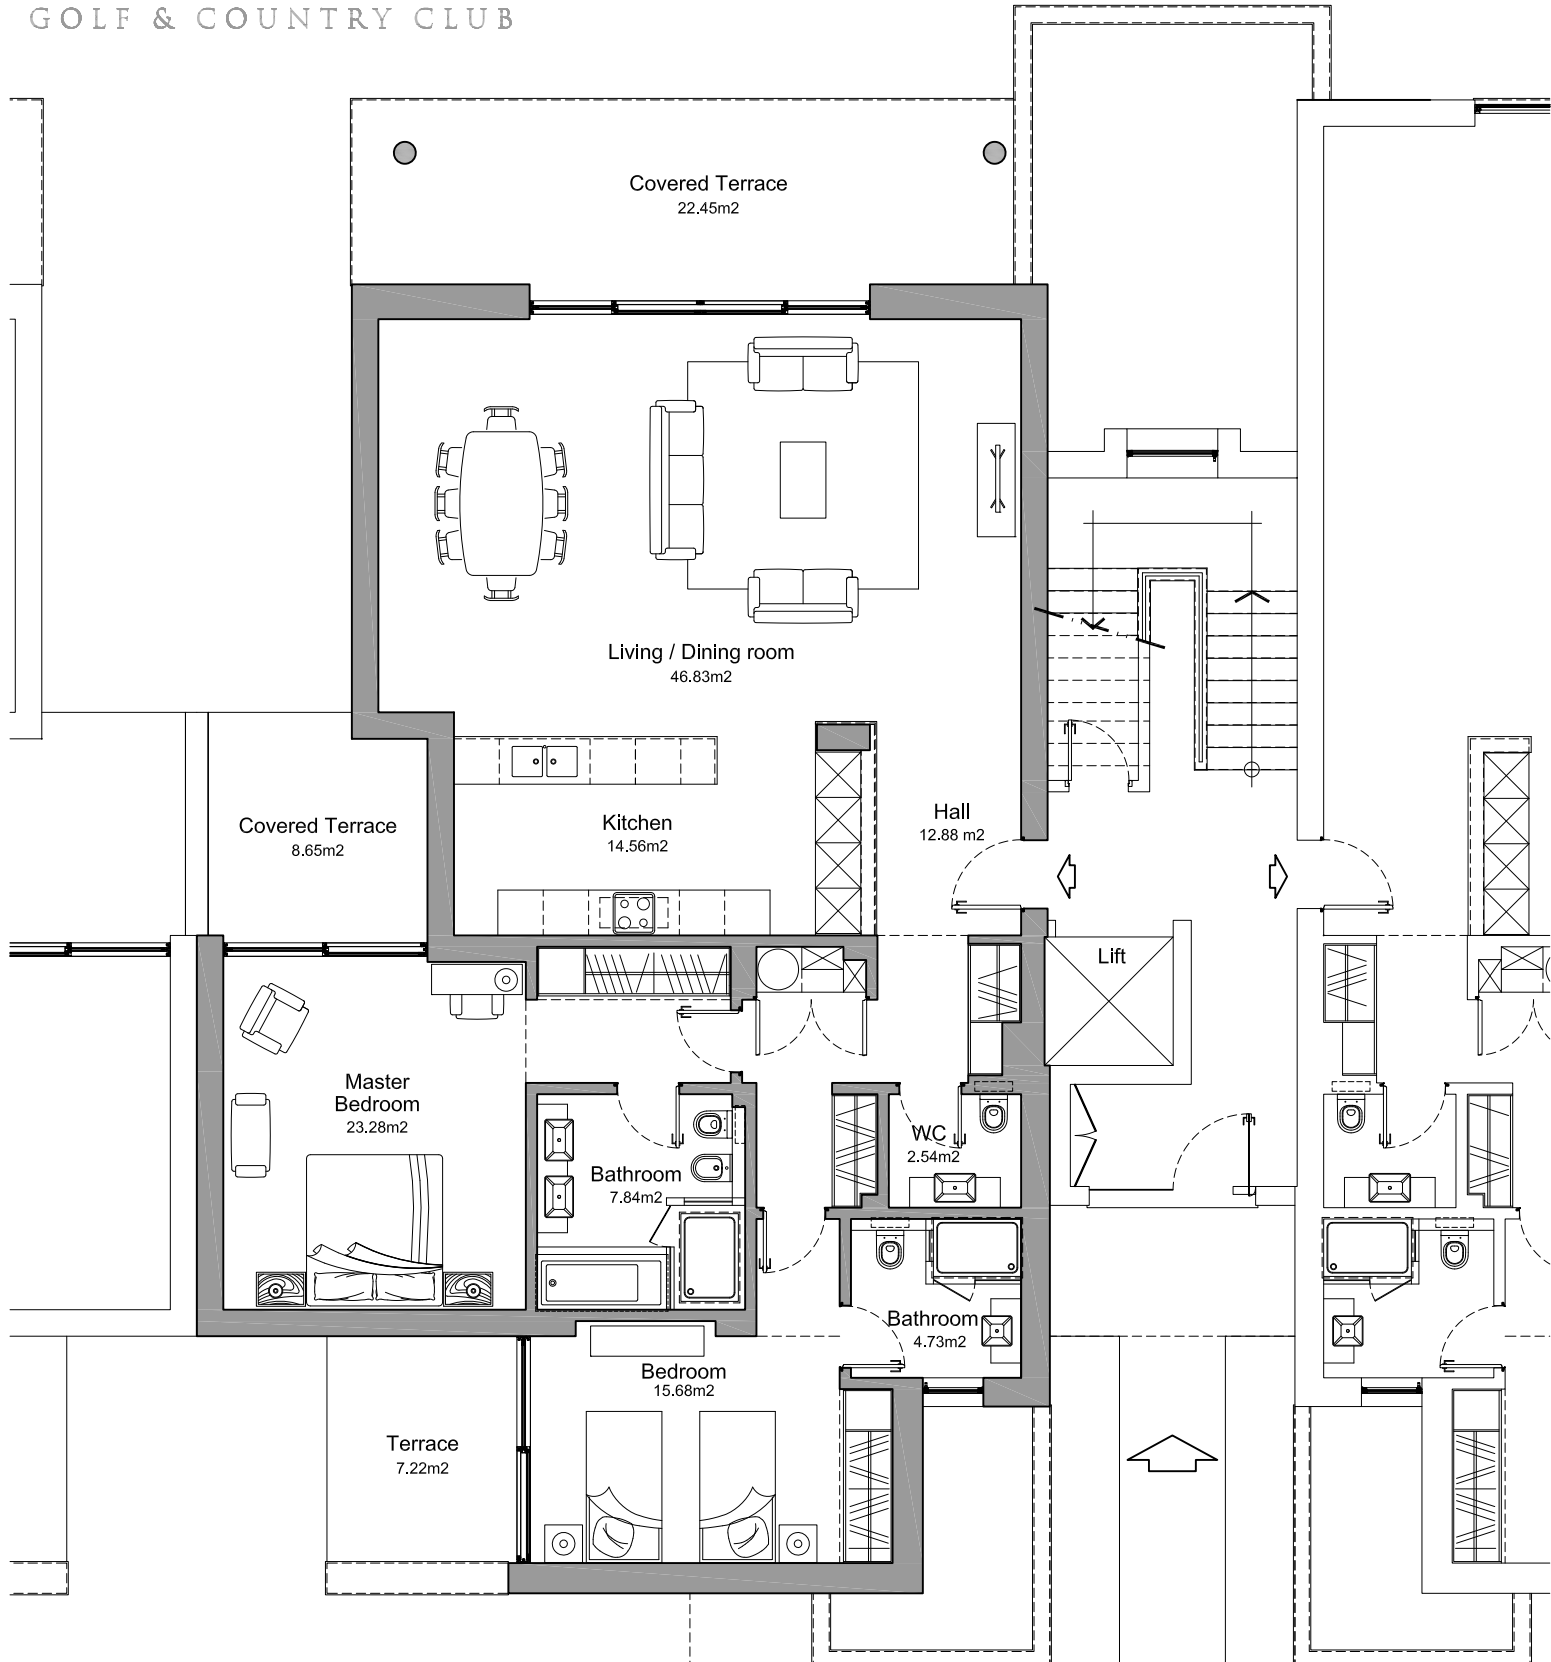 GOLF & COUNTRY CLUB
Covered Terrace
22.45m2
Living / Dining room
46.83m2
Covered Terrace
8.65m2
Kitchen
14.56m2
Hall
12.88 m2
Lift
Master
Bedroom
23.28m2
Bathroom
7.84m2
WC
2.54m2
Bathroom
4.73m2
Bedroom
15.68m2
Terrace
7.22m2